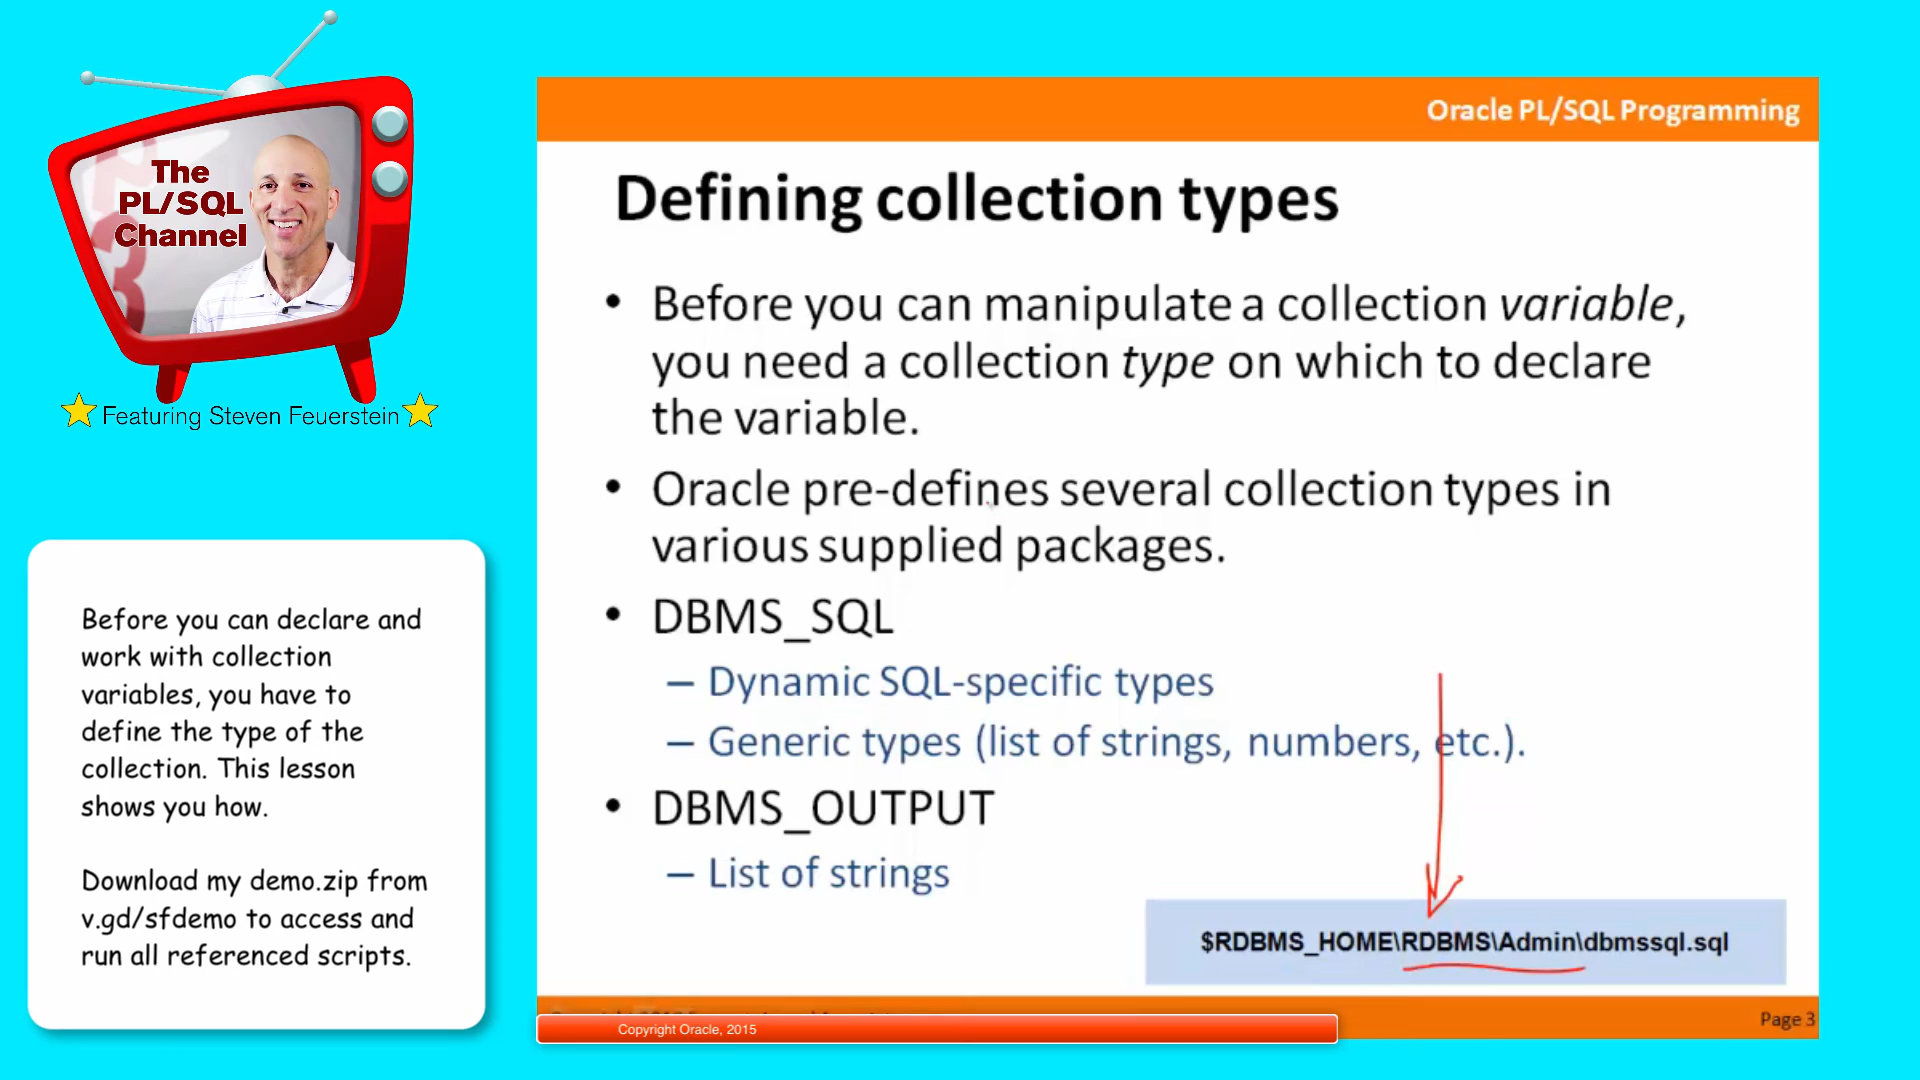 The
PL/SQL
Channel
Featuring Steven Feuerstein
Before you can declare and
work with collection
variables, you have to
define the type of the
collection. This lesson
shows you how.
Download my demo.zip from
v.gd/sfdemo to access and
run all referenced scripts.
Oracle PL/SQL Programming
Defining collection types
• Before you can manipulate a collection variable,
you need a collection type on which to declare
the variable.
• Oracle pre-defines several collection types in
various supplied packages.
• DBMS_SQL
– Dynamic SQL-specific types
– Generic types (list of strings, numbers, etc.).
• DBMS_OUTPUT
– List of strings
$RDBMS_HOME\RDBMS\Admin\dbmssql.sql
Copyright Oracle, 2015
Page 3